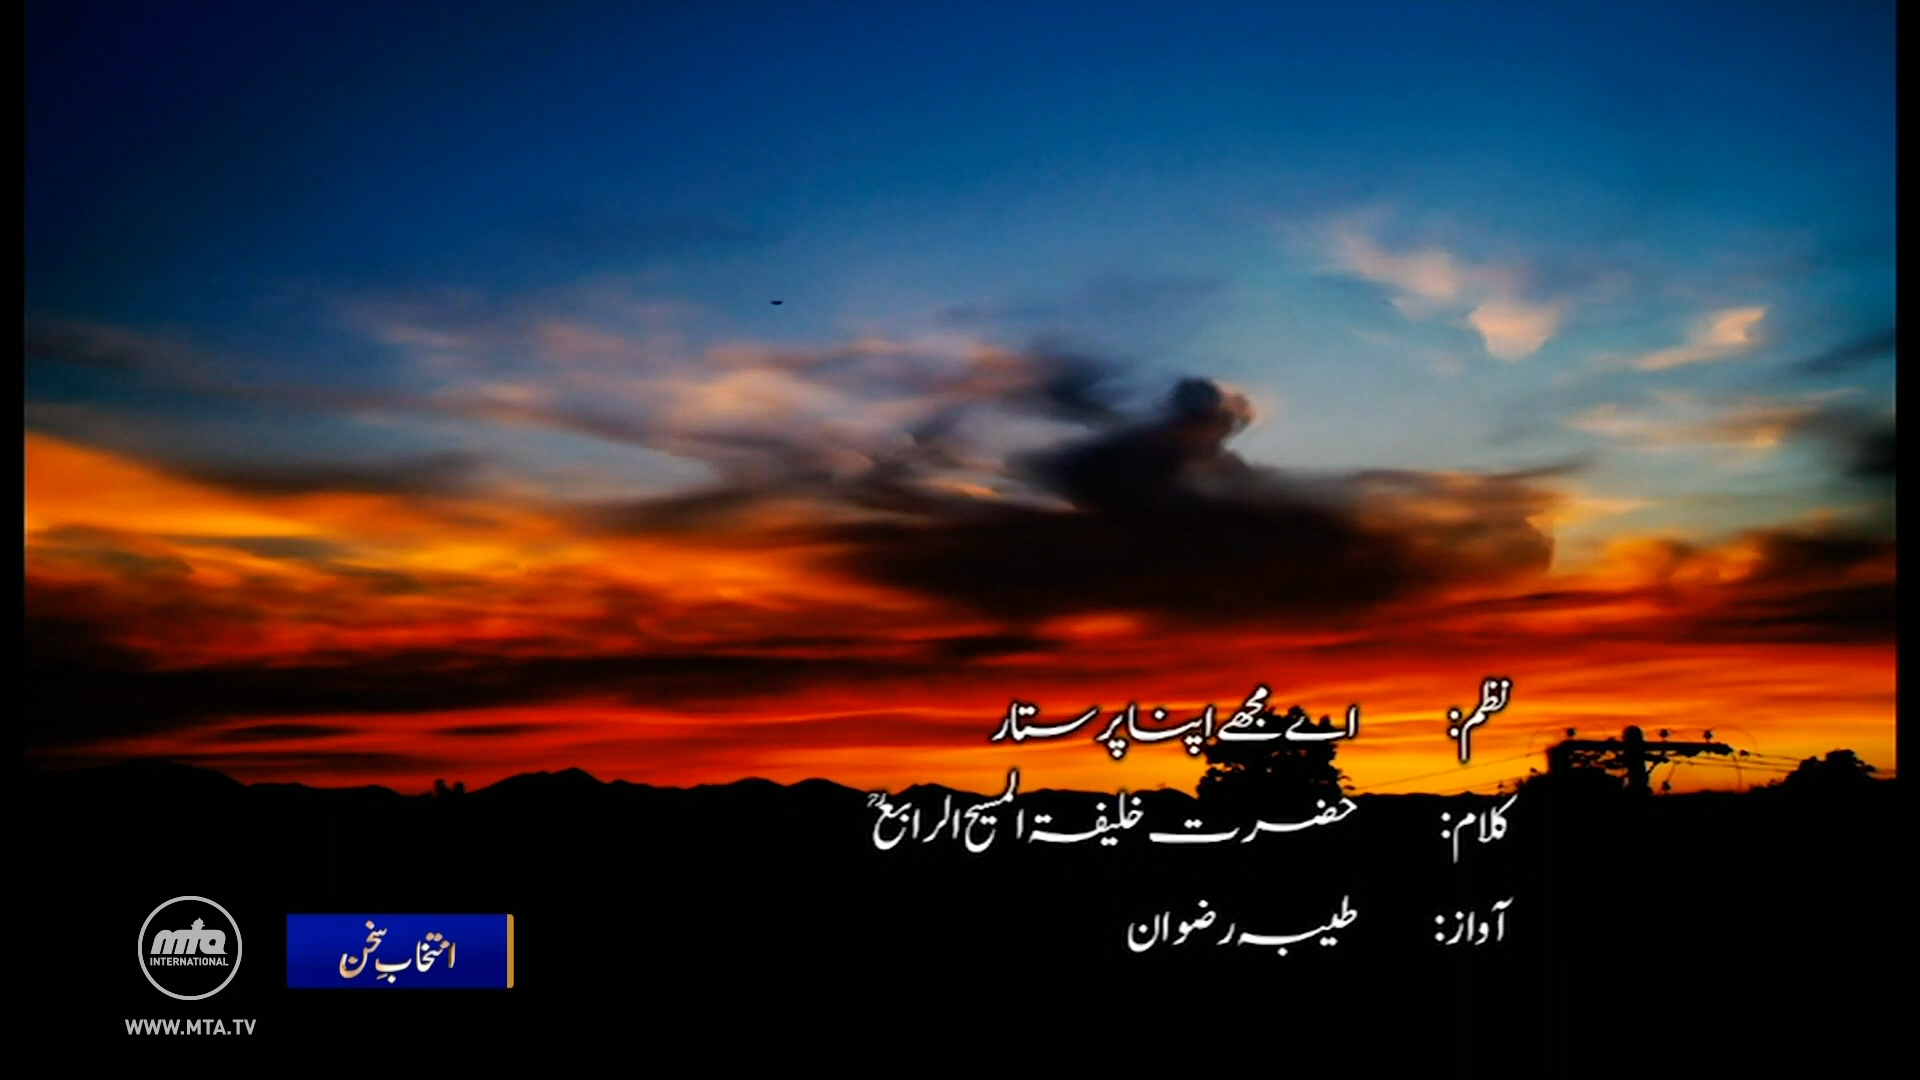 نظم: اے مجھے اپنا پرستار
کلام: حضرت خلیفۃ المسیح الرابعؒ
آواز: طیبہ رضوان
انتخابِ سخن
mta
INTERNATIONAL
WWW.MTA.TV